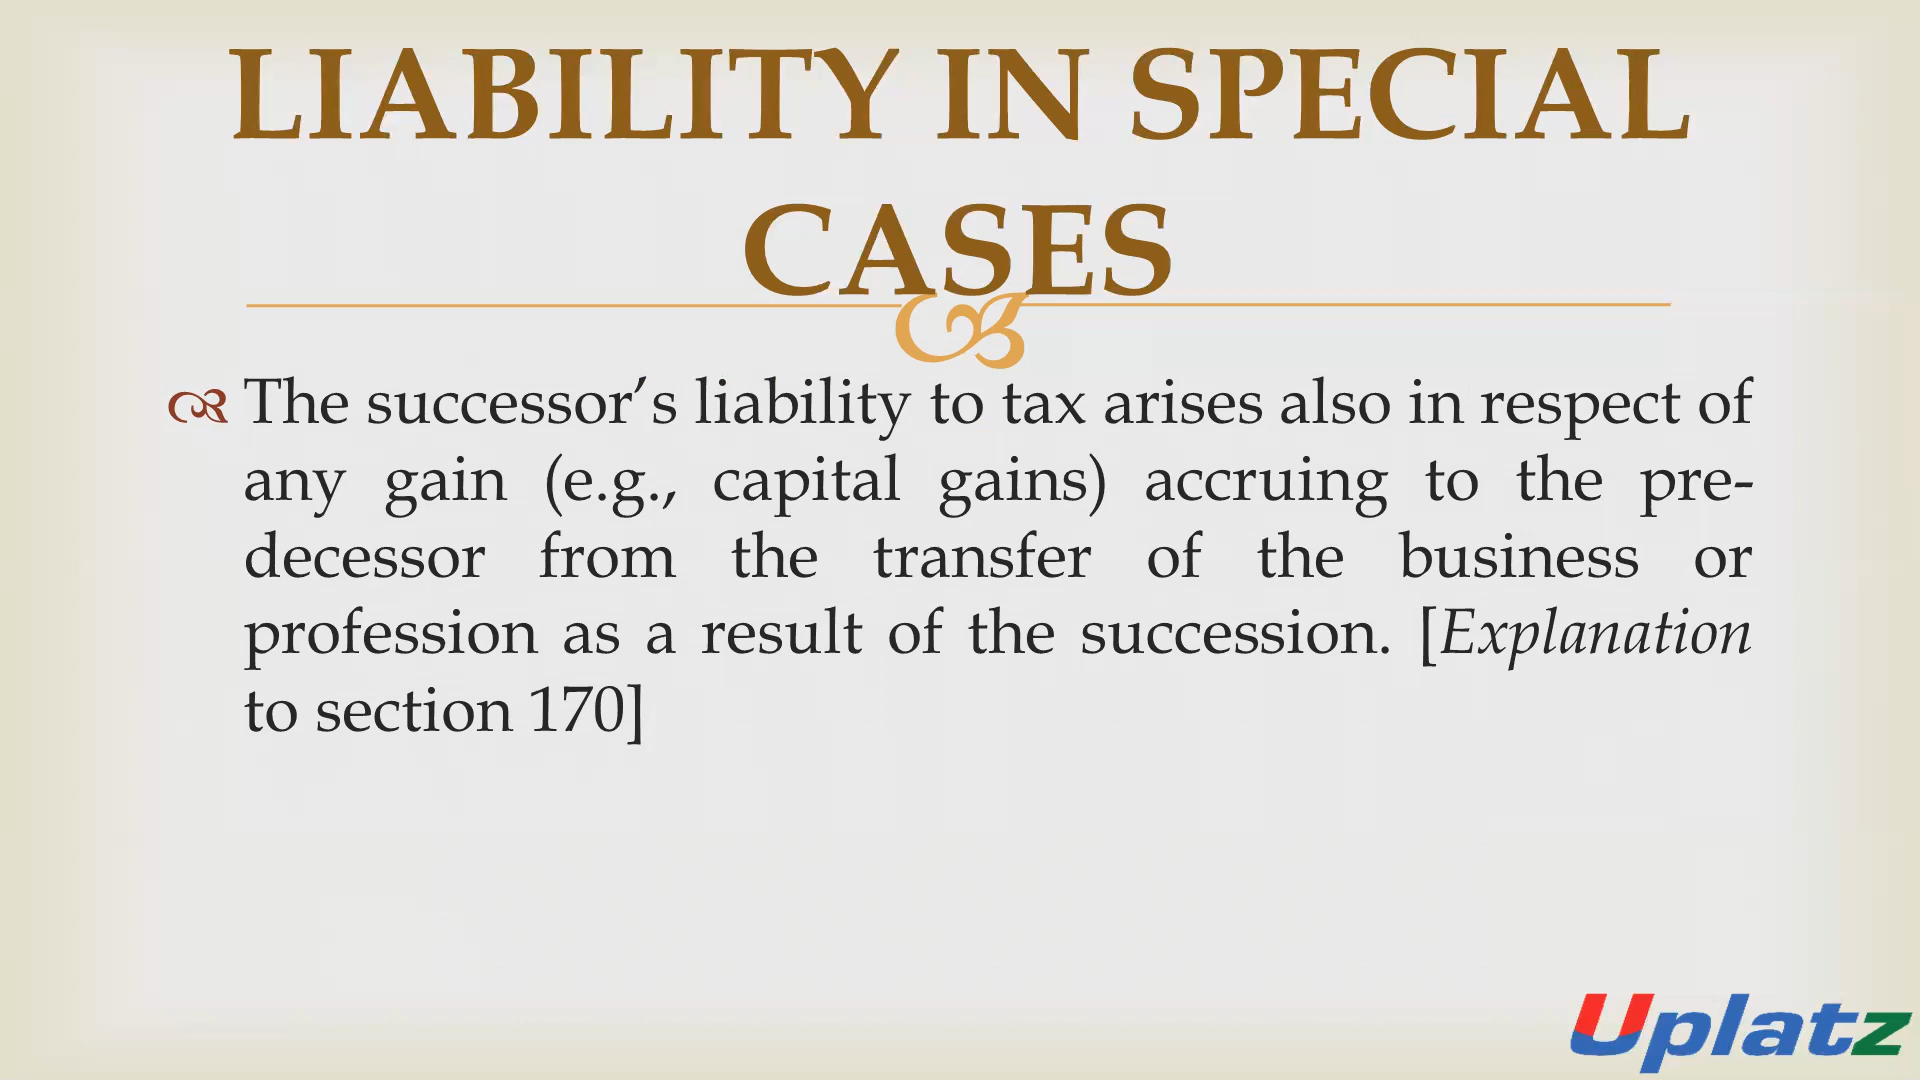 LIABILITY IN SPECIAL
CASES
The successor’s liability to tax arises also in respect of
any gain (e.g., capital gains) accruing to the pre-
decessor from the transfer of the business or
profession as a result of the succession. [Explanation
to section 170]
Uplatz